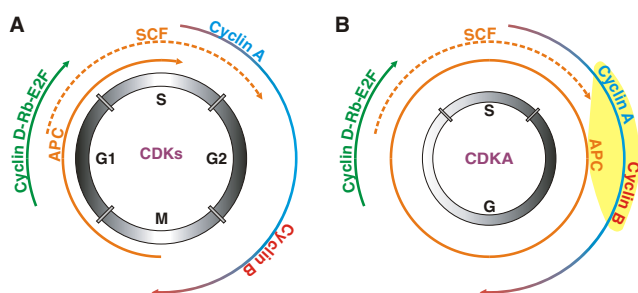 A
SCF
Cyclin A
Cyclin D-Rb-E2F
APC
S
G1
CDKs
G2
M
Cyclin B
B
SCF
Cyclin A
Cyclin D-Rb-E2F
S
CDKA
APC
G
Cyclin B